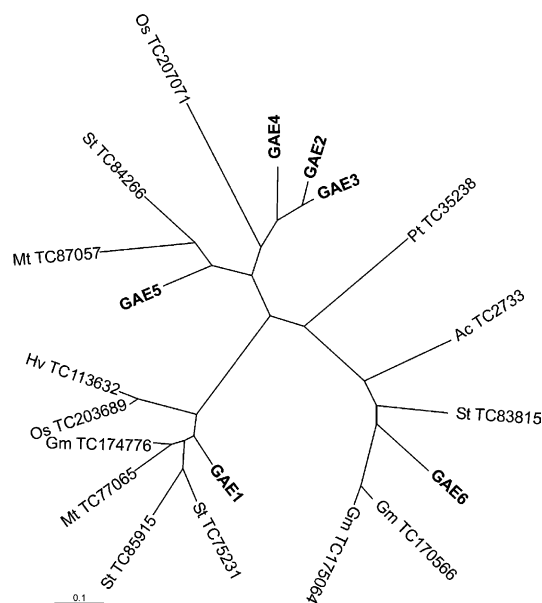 Os TC207071
GAE4
GAE2
GAE3
St TC84266
Pt TC35238
Mt TC87057
GAE5
Ac TC2733
Hv TC113632
St TC83815
Os TC203689
Gm TC174776
GAE1
GAE6
Mt TC77065
St TC75231
Gm TC170566
St TC85915
Gm TC175064
0.1